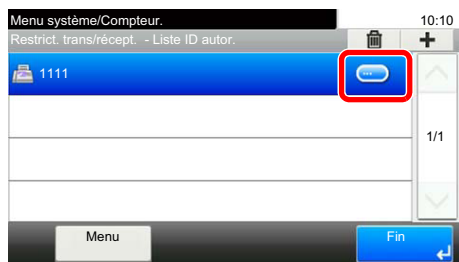 Menu système/Compteur. 10:10
Restrict. trans/récept. - Liste ID autor.
1111
1/1
Menu Fin